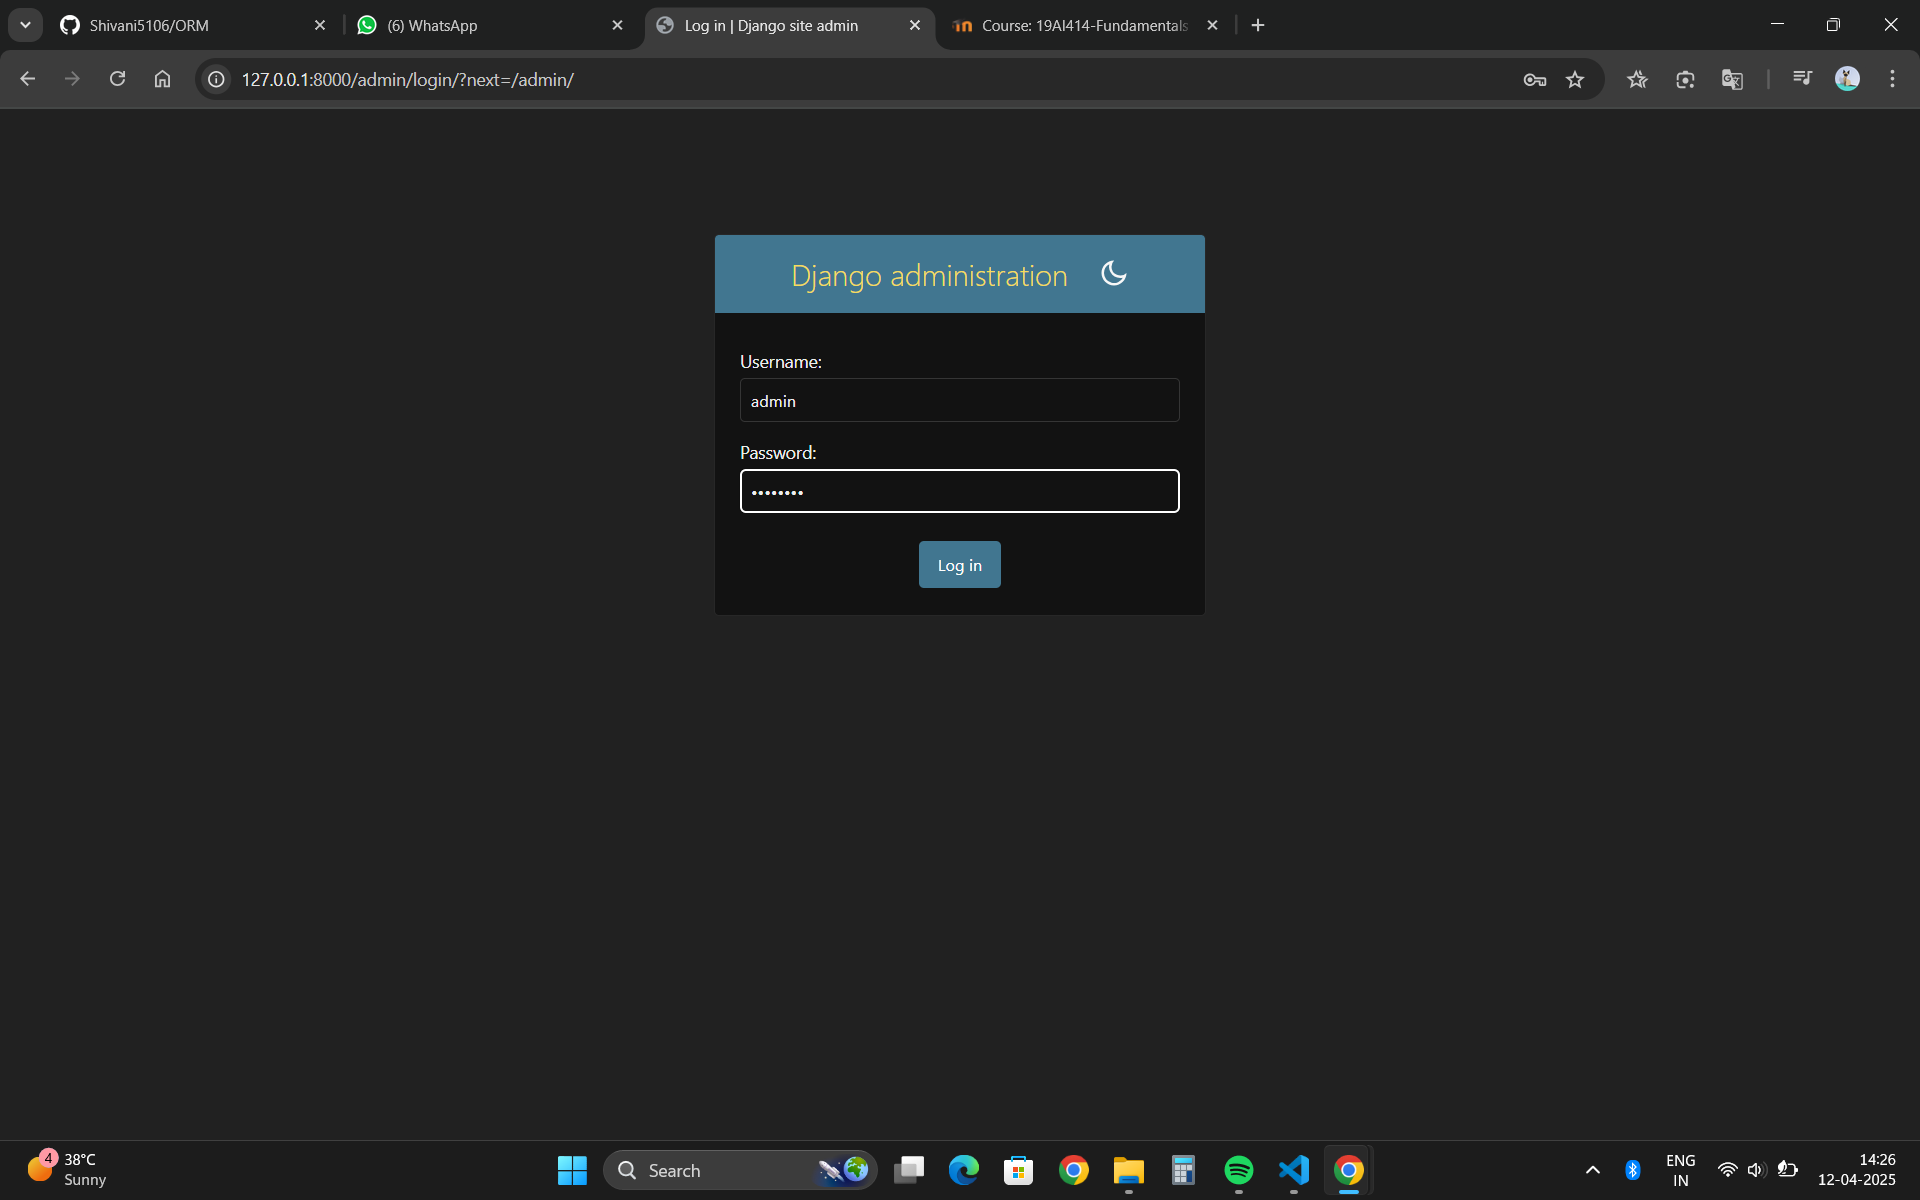 Shivani5106/ORM
(6) WhatsApp
Log in | Django site admin
Course: 19AI414-Fundamentals
127.0.0.1:8000/admin/login/?next=/admin/
Django administration
Username:
admin
Password:
••••••••
Log in
4
38°C
Sunny
Search
ENG
IN
14:26
12-04-2025